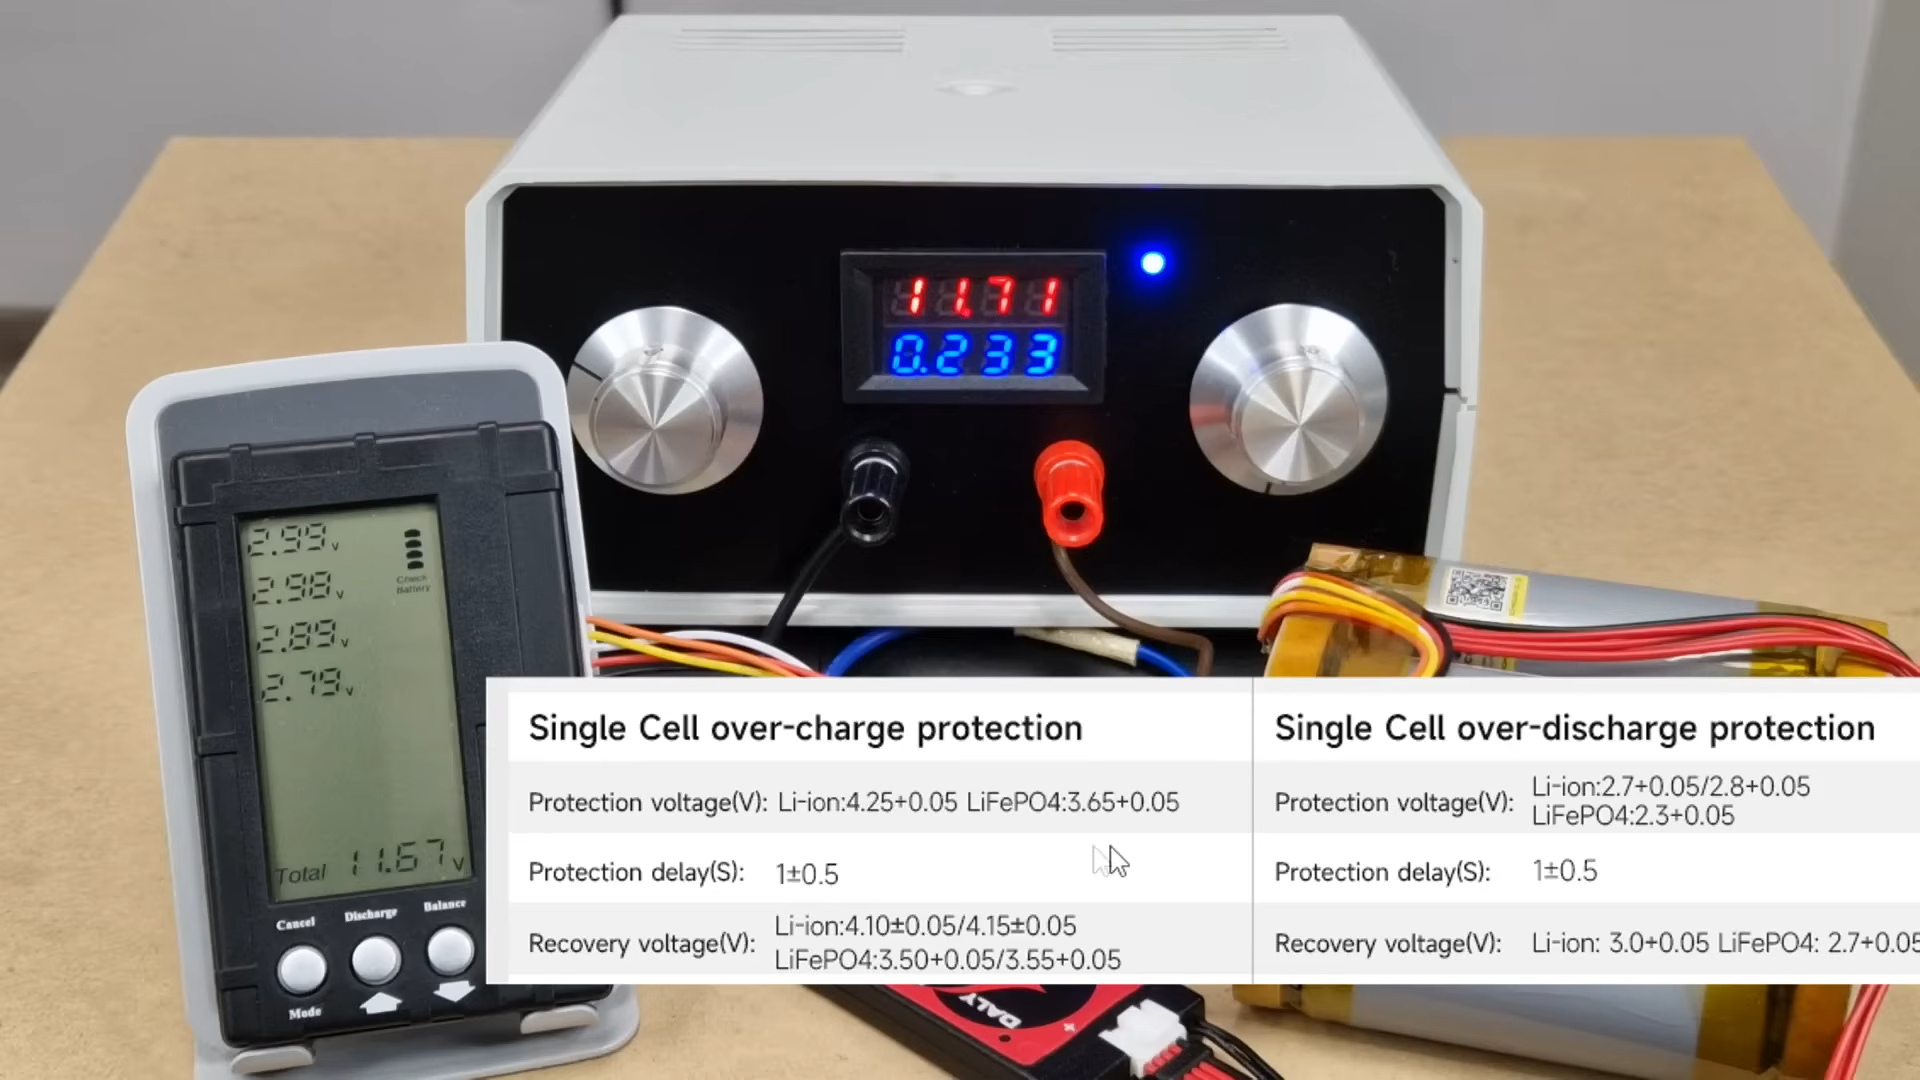 11.71
0.233
2.99v
2.98v
2.89v
2.79v
Check
Battery
Total 11.67v
Cancel
Discharge
Balance
Mode
Single Cell over-charge protection
Protection voltage(V): Li-ion:4.25+0.05 LiFePO4:3.65+0.05
Protection delay(S): 1±0.5
Recovery voltage(V): Li-ion:4.10±0.05/4.15±0.05
LiFePO4:3.50+0.05/3.55+0.05
Single Cell over-discharge protection
Protection voltage(V): Li-ion:2.7+0.05/2.8+0.05
LiFePO4:2.3+0.05
Protection delay(S): 1±0.5
Recovery voltage(V): Li-ion: 3.0+0.05 LiFePO4: 2.7+0.05
DALY